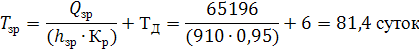 T_зр = Q_зр / (h_зр · К_р) + Т_Д = 65196 / (910 · 0,95) + 6 = 81,4 суток